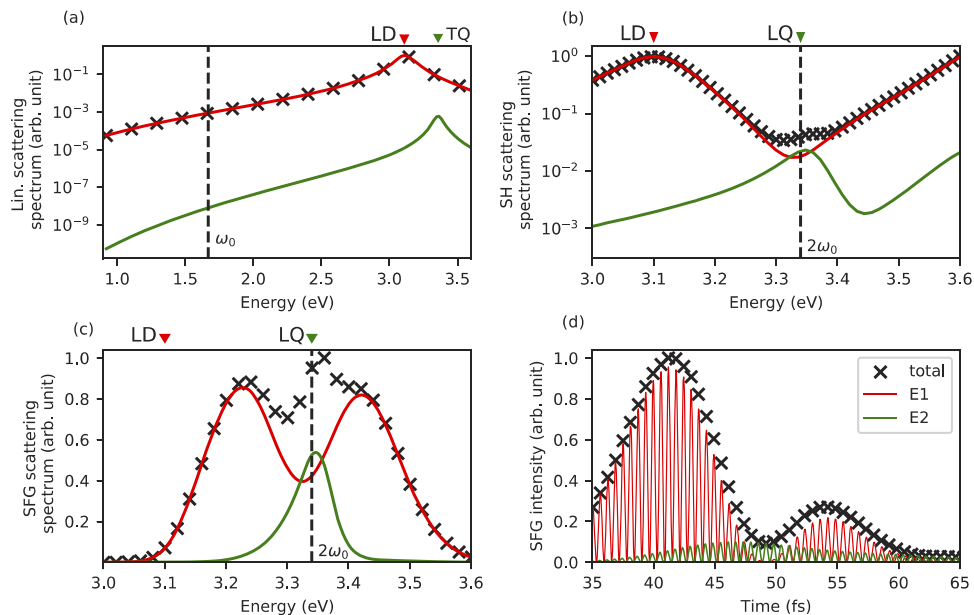 (a)
LD
TQ
Lin. scattering
spectrum (arb. unit)
10⁻¹
10⁻³
10⁻⁵
10⁻⁷
10⁻⁹
ω₀
1.0 1.5 2.0 2.5 3.0 3.5
Energy (eV)
(b)
LD
LQ
SH scattering
spectrum (arb. unit)
10⁰
10⁻¹
10⁻²
10⁻³
2ω₀
3.0 3.1 3.2 3.3 3.4 3.5 3.6
Energy (eV)
(c)
LD
LQ
SFG scattering
spectrum (arb. unit)
1.0
0.8
0.6
0.4
0.2
2ω₀
3.0 3.1 3.2 3.3 3.4 3.5 3.6
Energy (eV)
(d)
SFG intensity (arb. unit)
1.0
0.8
0.6
0.4
0.2
0.0
total
E1
E2
35 40 45 50 55 60 65
Time (fs)